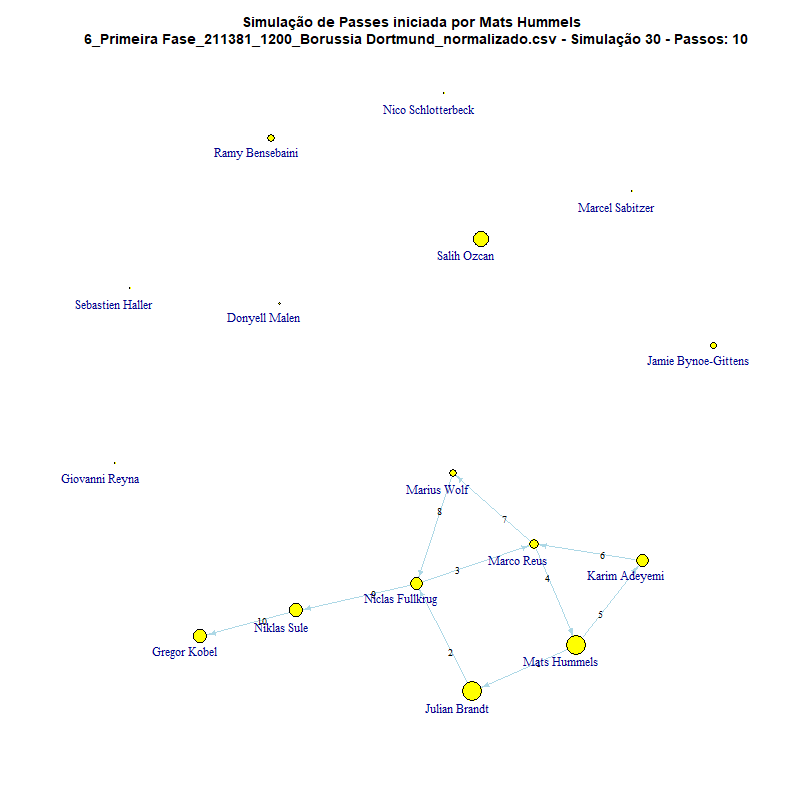 Simulação de Passes iniciada por Mats Hummels
6_Primeira Fase_211381_1200_Borussia Dortmund_normalizado.csv - Simulação 30 - Passos: 10
Nico Schlotterbeck
Ramy Bensebaini
Marcel Sabitzer
Salih Ozcan
Sebastien Haller
Donyell Malen
Jamie Bynoe-Gittens
Giovanni Reyna
Marius Wolf
8
7
Marco Reus
6
3
4
Karim Adeyemi
9
Niclas Fullkrug
5
10
Niklas Sule
Gregor Kobel
2
1
Mats Hummels
Julian Brandt